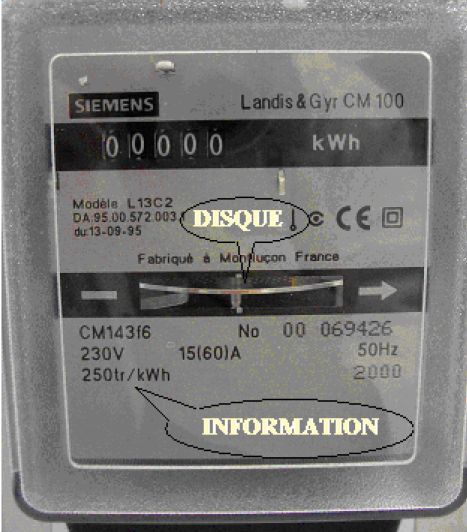 SIEMENS Landis & Gyr CM 100
00000 kWh
Modèle L13C2
DA.95.00.572.003
du:13-09-95
DISQUE
CE
Fabriqué à Montluçon France
CM143f6 No 00 069426
230V 15(60)A 50Hz
250tr/kWh 2000
INFORMATION